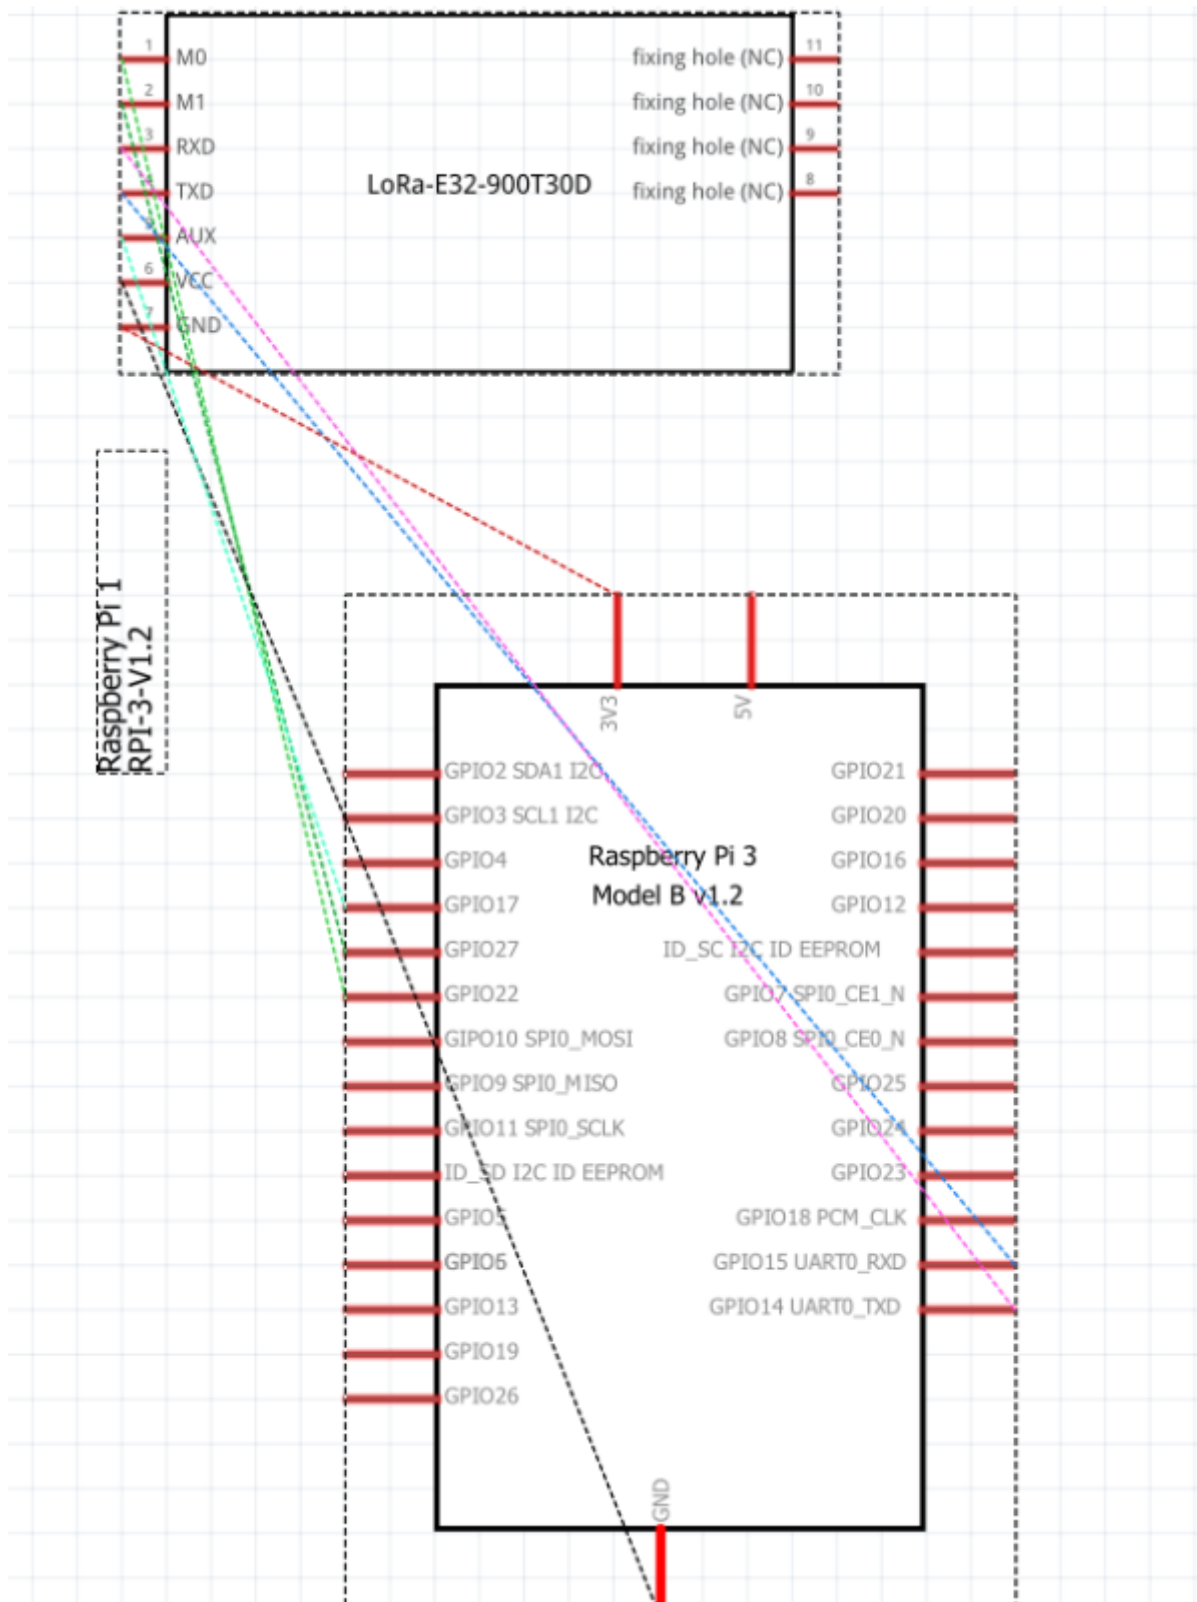 1
M0
fixing hole (NC)
11
2
M1
fixing hole (NC)
10
3
RXD
fixing hole (NC)
9
TXD
LoRa-E32-900T30D
fixing hole (NC)
8
AUX
6
VCC
7
GND
Raspberry Pi 1
RPI-3-V1.2
3V3
5V
GPIO2 SDA1 I2C
GPIO21
GPIO3 SCL1 I2C
GPIO20
GPIO4
Raspberry Pi 3
GPIO16
Model B v1.2
GPIO17
GPIO12
GPIO27
ID_SC I2C ID EEPROM
GPIO22
GPIO7 SPI0_CE1_N
GIPO10 SPI0_MOSI
GPIO8 SPI0_CE0_N
GPIO9 SPI0_MISO
GPIO25
GPIO11 SPI0_SCLK
GPIO24
ID_SD I2C ID EEPROM
GPIO23
GPIO5
GPIO18 PCM_CLK
GPIO6
GPIO15 UART0_RXD
GPIO13
GPIO14 UART0_TXD
GPIO19
GPIO26
GND